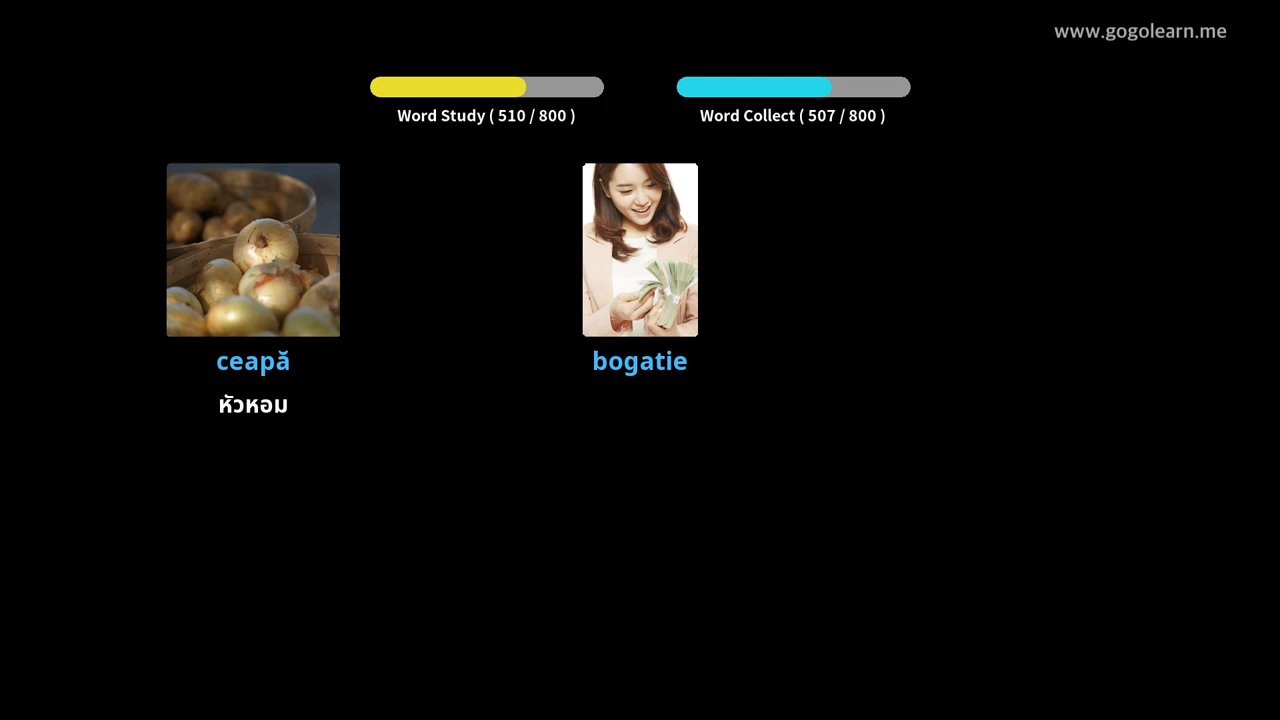 www.gogolearn.me
Word Study ( 510 / 800 )
Word Collect ( 507 / 800 )
ceapă
bogatie
หัวหอม